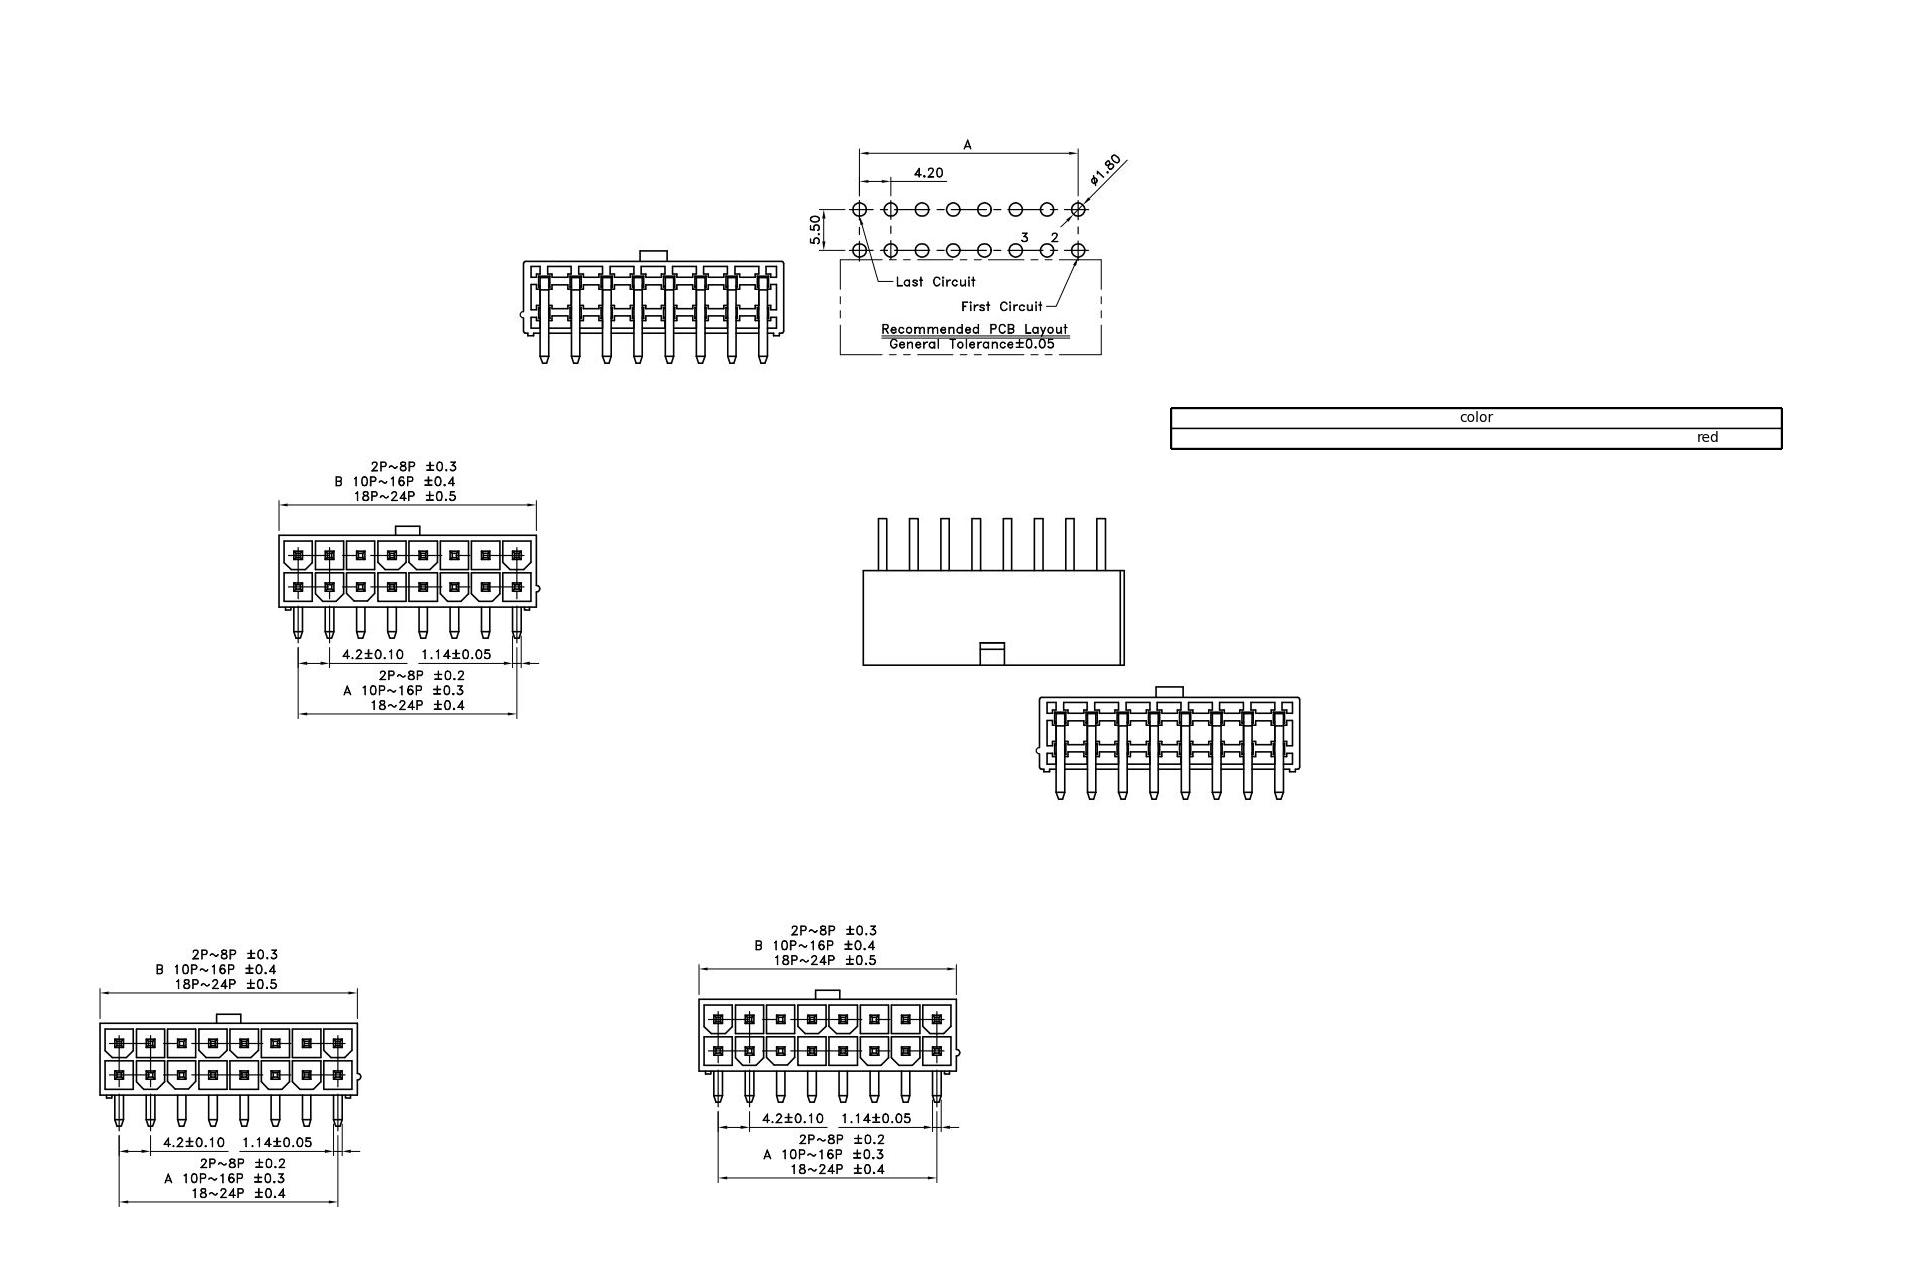 A
4.20
ø1.80
5.50
3 2
Last Circuit
First Circuit
Recommended PCB Layout
General Tolerance±0.05
color
red
2P~8P ±0.3
B 10P~16P ±0.4
18P~24P ±0.5
4.2±0.10 1.14±0.05
2P~8P ±0.2
A 10P~16P ±0.3
18~24P ±0.4
2P~8P ±0.3
B 10P~16P ±0.4
18P~24P ±0.5
4.2±0.10 1.14±0.05
2P~8P ±0.2
A 10P~16P ±0.3
18~24P ±0.4
2P~8P ±0.3
B 10P~16P ±0.4
18P~24P ±0.5
4.2±0.10 1.14±0.05
2P~8P ±0.2
A 10P~16P ±0.3
18~24P ±0.4